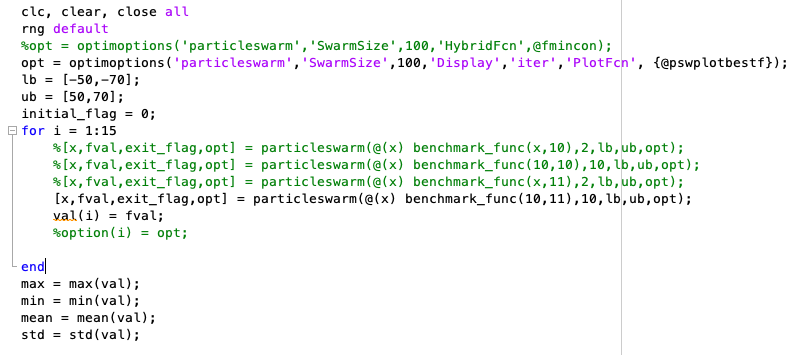 clc, clear, close all
rng default
%opt = optimoptions('particleswarm','SwarmSize',100,'HybridFcn',@fmincon);
opt = optimoptions('particleswarm','SwarmSize',100,'Display','iter','PlotFcn', {@pswplotbestf});
lb = [-50,-70];
ub = [50,70];
initial_flag = 0;
for i = 1:15
    %[x,fval,exit_flag,opt] = particleswarm(@(x) benchmark_func(x,10),2,lb,ub,opt);
    %[x,fval,exit_flag,opt] = particleswarm(@(x) benchmark_func(10,10),10,lb,ub,opt);
    %[x,fval,exit_flag,opt] = particleswarm(@(x) benchmark_func(x,11),2,lb,ub,opt);
    [x,fval,exit_flag,opt] = particleswarm(@(x) benchmark_func(10,11),10,lb,ub,opt);
    val(i) = fval;
    %option(i) = opt;
end
max = max(val);
min = min(val);
mean = mean(val);
std = std(val);